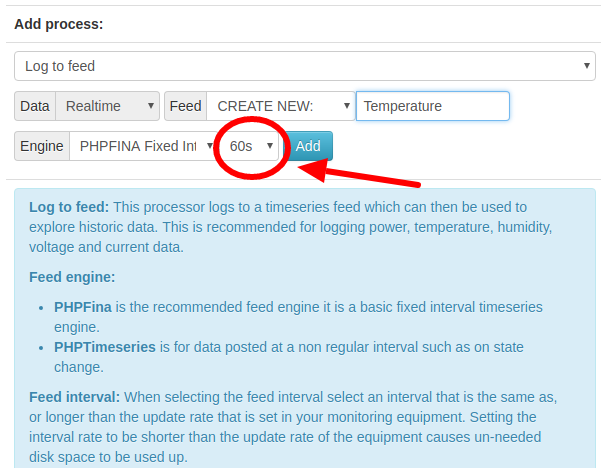 Add process:
Log to feed
Data Realtime Feed CREATE NEW: Temperature
Engine PHPFINA Fixed Int 60s Add
Log to feed: This processor logs to a timeseries feed which can then be used to
explore historic data. This is recommended for logging power, temperature, humidity,
voltage and current data.
Feed engine:
• PHPFina is the recommended feed engine it is a basic fixed interval timeseries
engine.
• PHPTimeseries is for data posted at a non regular interval such as on state
change.
Feed interval: When selecting the feed interval select an interval that is the same as,
or longer than the update rate that is set in your monitoring equipment. Setting the
interval rate to be shorter than the update rate of the equipment causes un-needed
disk space to be used up.